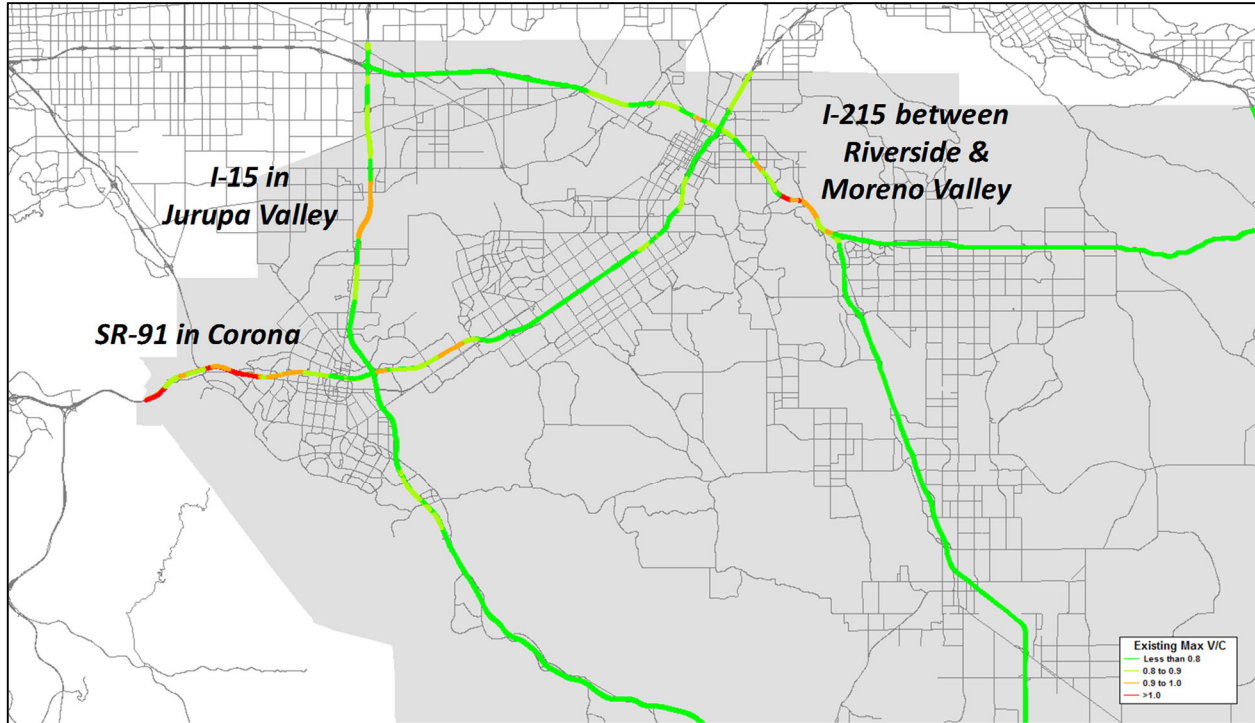 I-215 between
Riverside &
Moreno Valley
I-15 in
Jurupa Valley
SR-91 in Corona
Existing Max V/C
Less than 0.8
0.8 to 0.9
0.9 to 1.0
>1.0